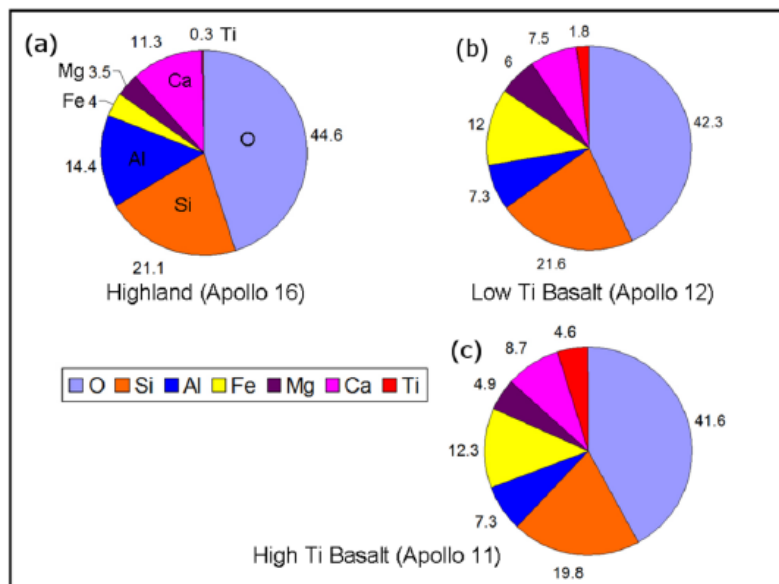 (a)
11.3
0.3 Ti
Mg 3.5
Ca
Fe 4
O
44.6
14.4
Al
Si
21.1
Highland (Apollo 16)
(b)
7.5
1.8
6
12
42.3
7.3
21.6
Low Ti Basalt (Apollo 12)
O Si Al Fe Mg Ca Ti
(c)
8.7
4.6
4.9
41.6
12.3
7.3
19.8
High Ti Basalt (Apollo 11)